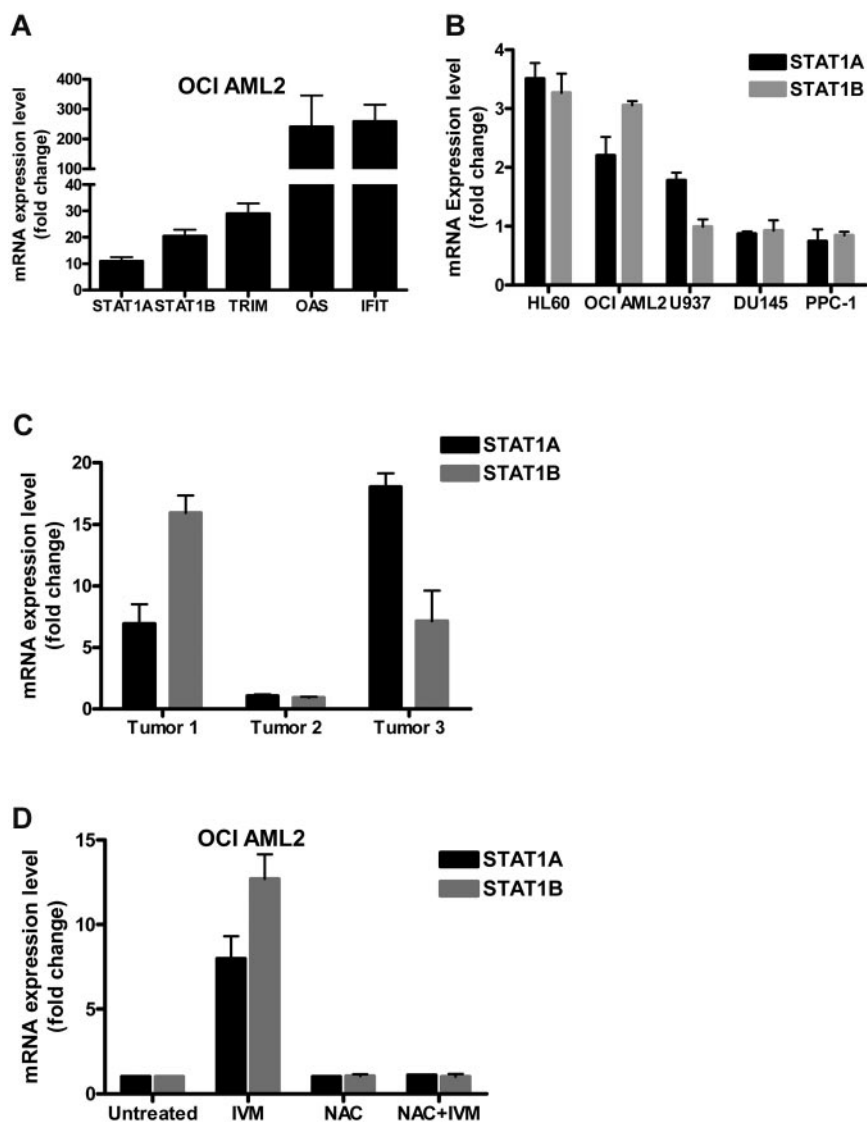 A
OCI AML2
mRNA expression level
(fold change)
400
300
200
100
40
30
20
10
0
STAT1A STAT1B TRIM OAS IFIT
B
STAT1A
STAT1B
mRNA Expression level
(fold change)
4
3
2
1
0
HL60 OCI AML2 U937 DU145 PPC-1
C
STAT1A
STAT1B
mRNA expression level
(fold change)
20
15
10
5
0
Tumor 1 Tumor 2 Tumor 3
D
OCI AML2
STAT1A
STAT1B
mRNA expression level
(fold change)
15
10
5
0
Untreated IVM NAC NAC+IVM